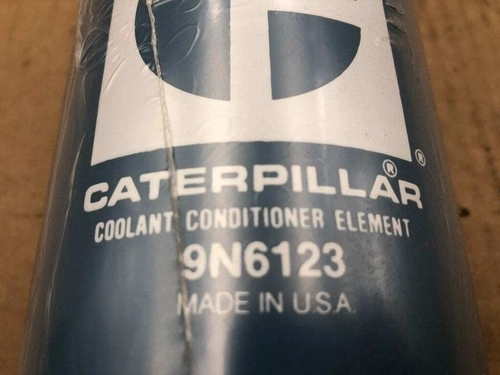 C
®
CATERPILLAR®
COOLANT CONDITIONER ELEMENT
9N6123
MADE IN U.S.A.